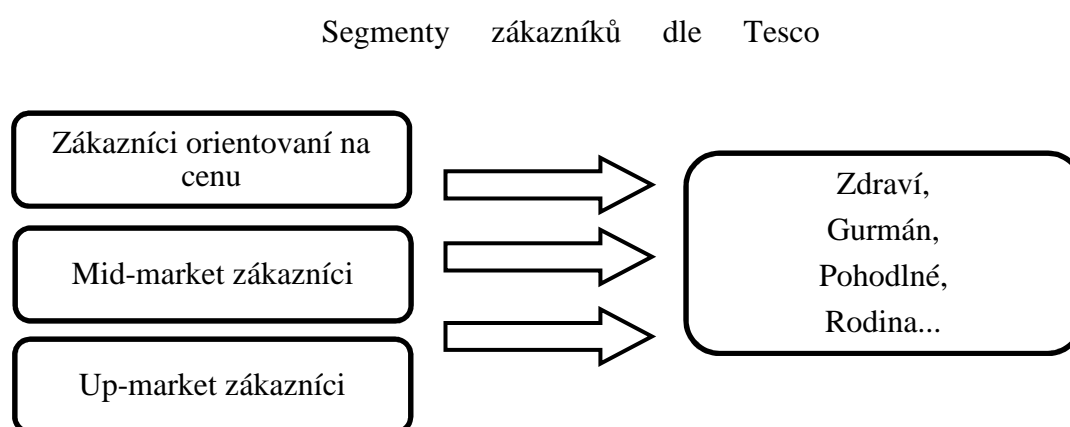 Segmenty zákazníků dle Tesco
Zákazníci orientovaní na
cenu
Mid-market zákazníci
Up-market zákazníci
Zdraví,
Gurmán,
Pohodlné,
Rodina...